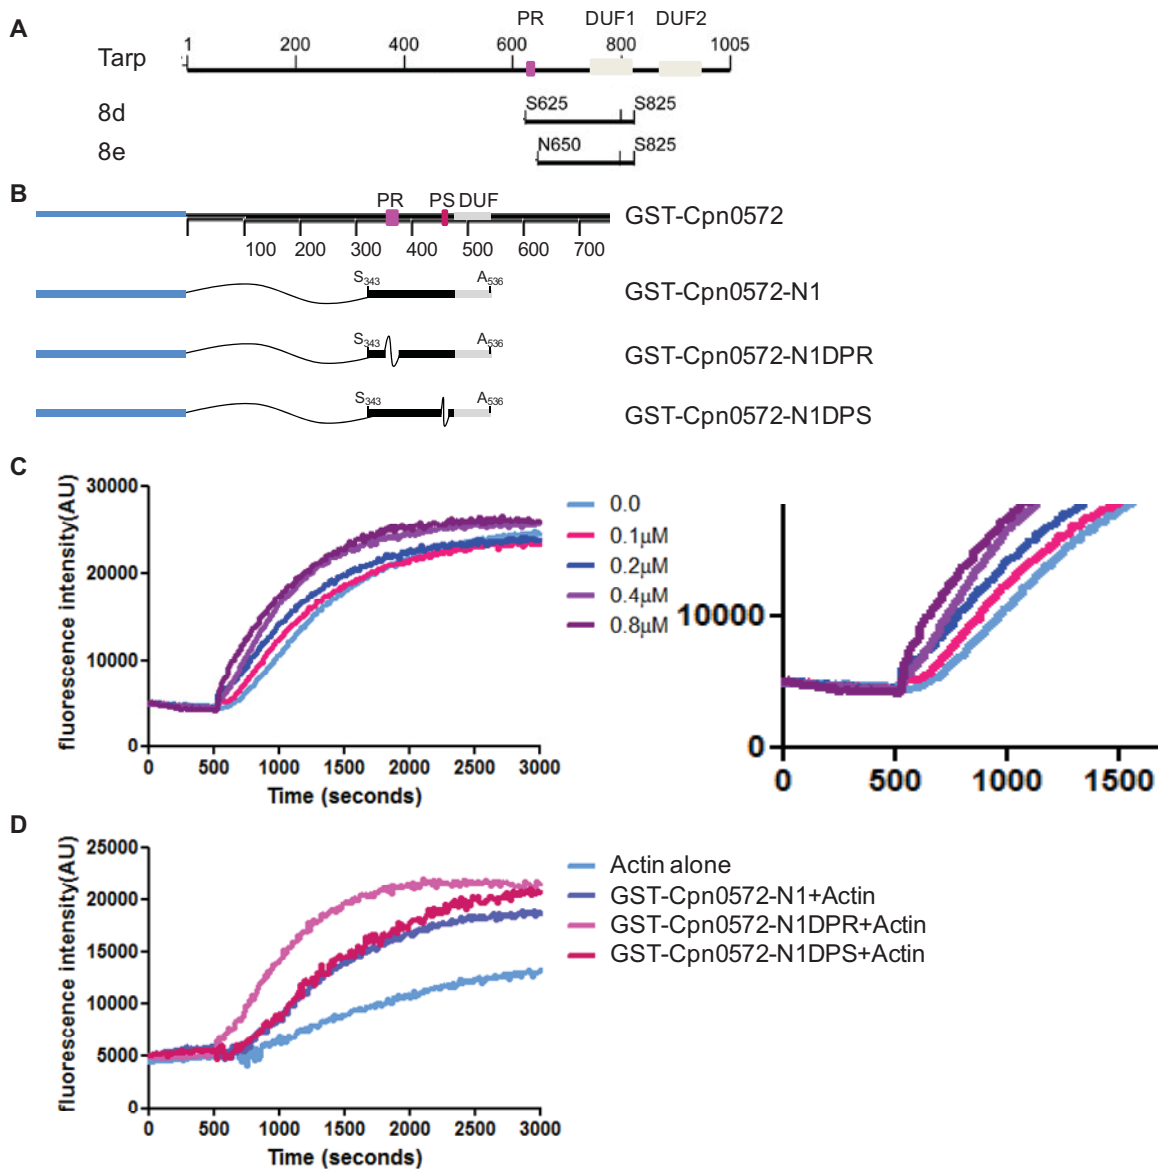 A
PR DUF1 DUF2
1 200 400 600 800 1005
Tarp
8d
S625 S825
8e
N650 S825
B
PR PS DUF
GST-Cpn0572
100 200 300 400 500 600 700
S343 A536
GST-Cpn0572-N1
S343 A536
GST-Cpn0572-N1DPR
S343 A536
GST-Cpn0572-N1DPS
C
fluorescence intensity(AU)
30000
20000
10000
0
0 500 1000 1500 2000 2500 3000
Time (seconds)
0.0
0.1μM
0.2μM
0.4μM
0.8μM
10000
0
0 500 1000 1500
D
fluorescence intensity(AU)
25000
20000
15000
10000
5000
0
0 500 1000 1500 2000 2500 3000
Time (seconds)
Actin alone
GST-Cpn0572-N1+Actin
GST-Cpn0572-N1DPR+Actin
GST-Cpn0572-N1DPS+Actin